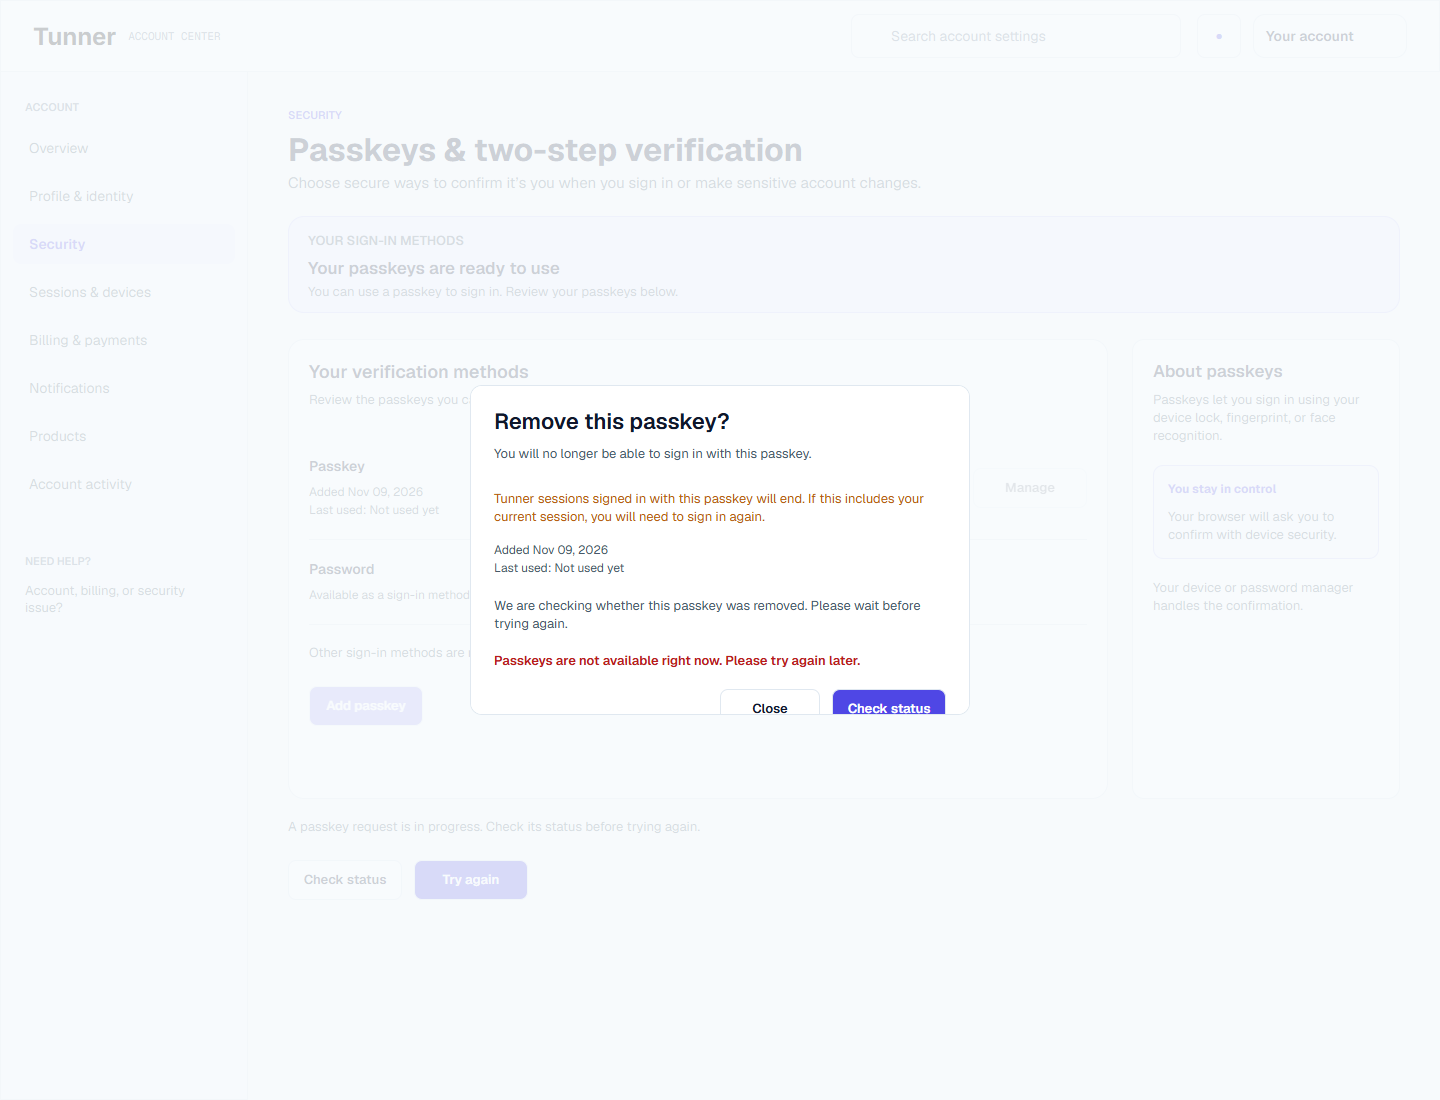 Tunner ACCOUNT CENTER
Search account settings
Your account
ACCOUNT
Overview
Profile & identity
Security
Sessions & devices
Billing & payments
Notifications
Products
Account activity
NEED HELP?
Account, billing, or security
issue?
SECURITY
Passkeys & two-step verification
Choose secure ways to confirm it's you when you sign in or make sensitive account changes.
YOUR SIGN-IN METHODS
Your passkeys are ready to use
You can use a passkey to sign in. Review your passkeys below.
Your verification methods
Review the passkeys you
Passkey
Added Nov 09, 2026
Last used: Not used yet
Manage
Password
Available as a sign-in method
Other sign-in methods are
Add passkey
Remove this passkey?
You will no longer be able to sign in with this passkey.
Tunner sessions signed in with this passkey will end. If this includes your
current session, you will need to sign in again.
Added Nov 09, 2026
Last used: Not used yet
We are checking whether this passkey was removed. Please wait before
trying again.
Passkeys are not available right now. Please try again later.
Close
Check status
About passkeys
Passkeys let you sign in using your
device lock, fingerprint, or face
recognition.
You stay in control
Your browser will ask you to
confirm with device security.
Your device or password manager
handles the confirmation.
A passkey request is in progress. Check its status before trying again.
Check status
Try again